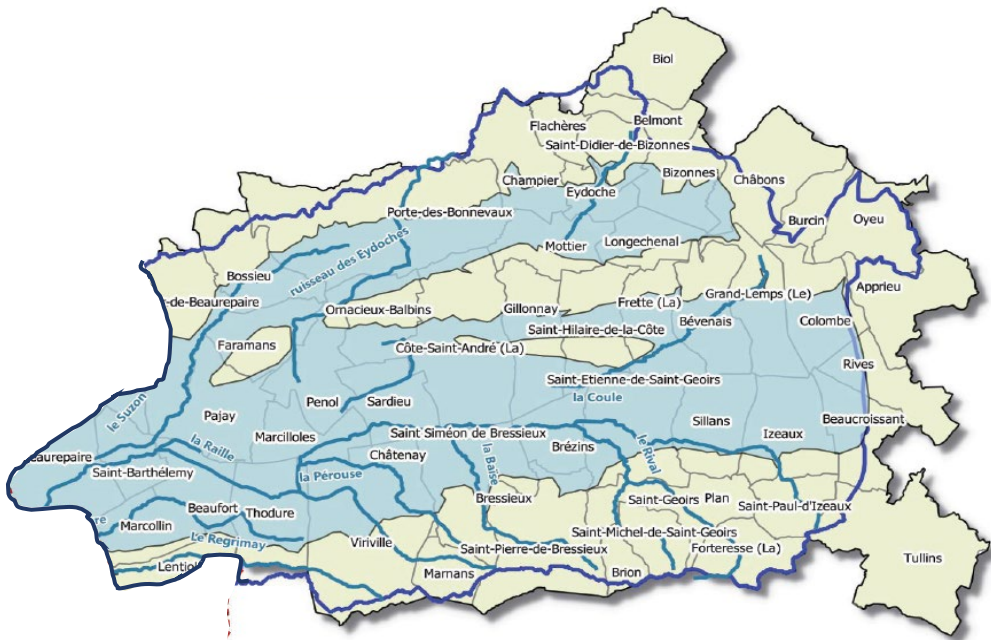 Biol
Flachères
Belmont
Saint-Didier-de-Bizonnes
Champier
Bizonnes
Châbons
Eydoche
Porte-des-Bonnevaux
Burcin
Oyeu
Mottier
Longechenal
ruisseau des Eydoches
Bossieu
Apprieu
-de-Beaurepaire
Grand-Lemps (Le)
Frette (La)
Ornacieux-Balbins
Gillonnay
Bévenais
Colombe
Saint-Hilaire-de-la-Côte
Faramans
Côte-Saint-André (La)
Rives
Saint-Etienne-de-Saint-Geoirs
le Suzon
la Coule
Penol
Sardieu
Pajay
Sillans
Beaucroissant
Marcilloles
Saint Siméon de Bressieux
Izeaux
la Raille
Brézins
le Rival
Châtenay
eaurepaire
Saint-Barthélemy
la Pérouse
la Baise
Bressieux
Saint-Geoirs
Plan
Saint-Paul-d'Izeaux
Beaufort
Thodure
re
Marcollin
Saint-Michel-de-Saint-Geoirs
Le Regrimay
Viriville
Saint-Pierre-de-Bressieux
Forteresse (La)
Tullins
Lentiol
Marnans
Brion